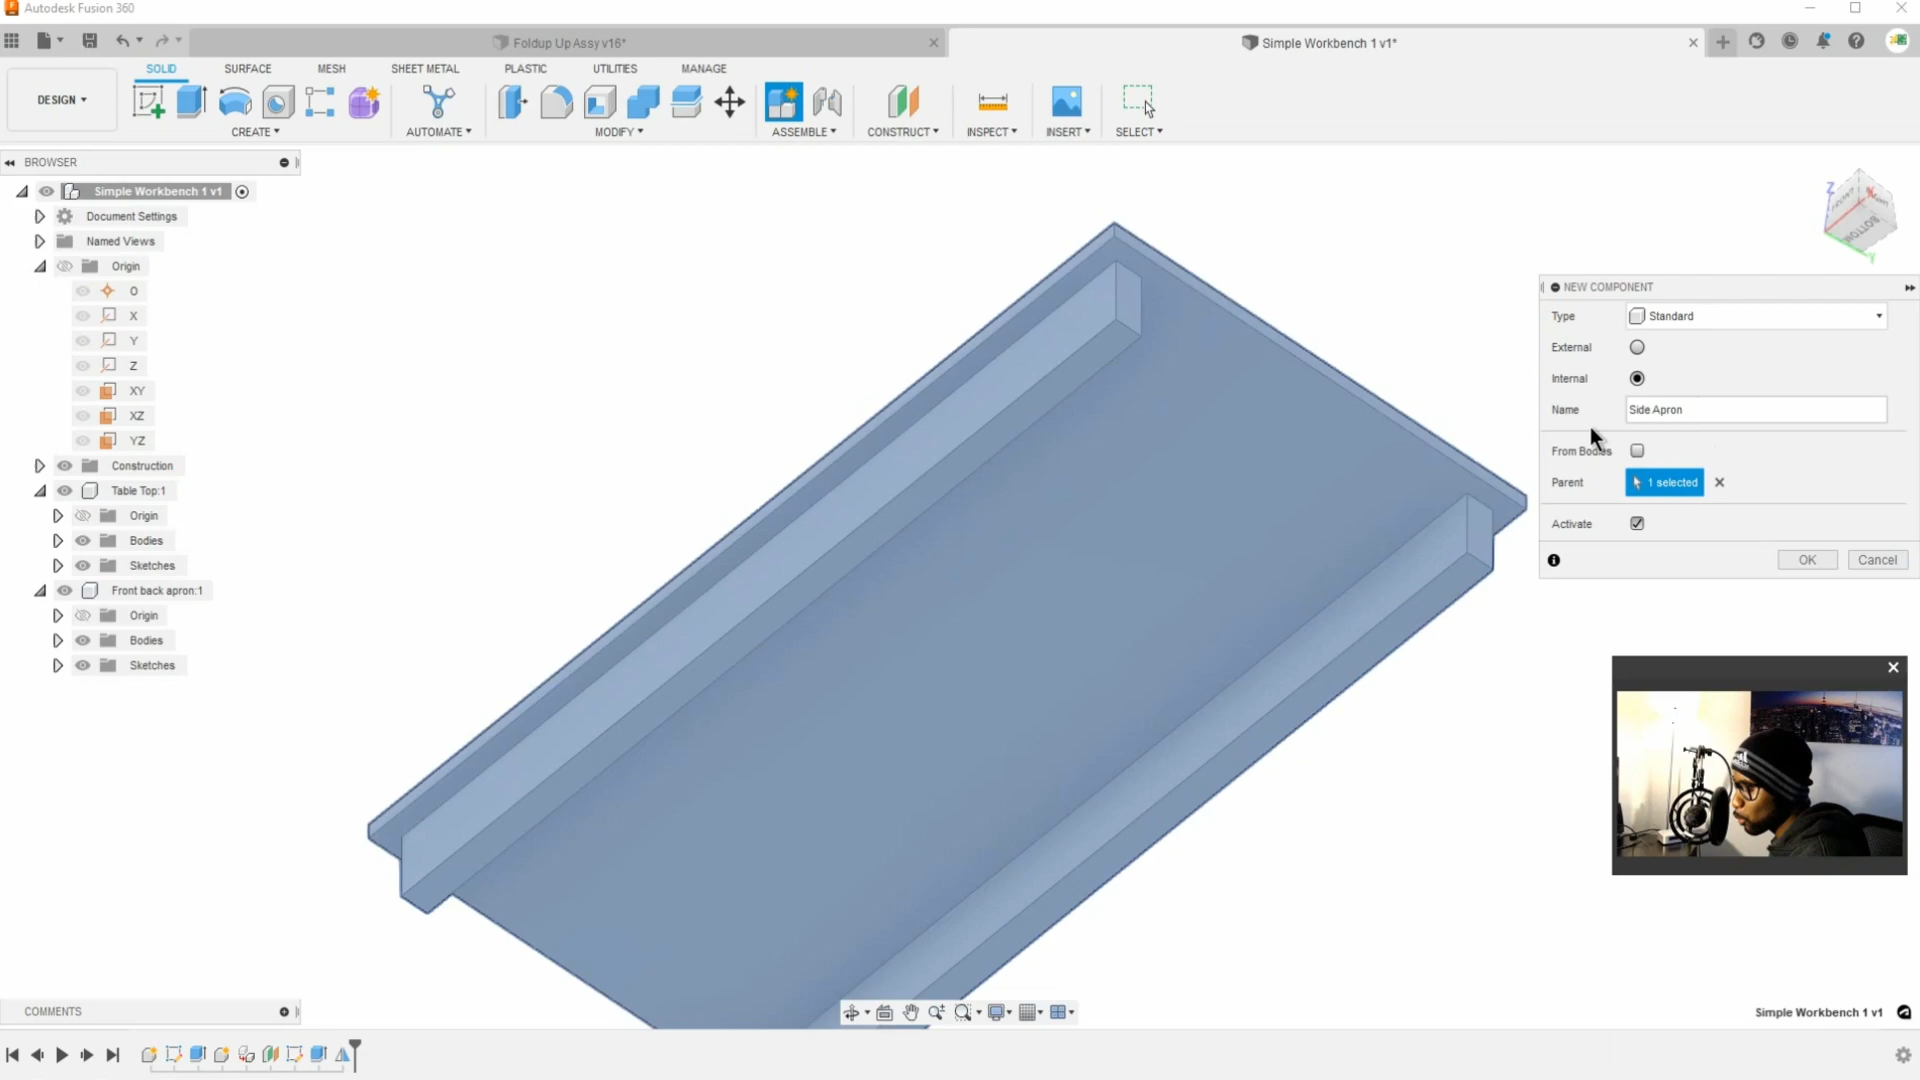 Autodesk Fusion 360
Foldup Up Assy v16*
Simple Workbench 1 v1*
DESIGN
SOLID
SURFACE
MESH
SHEET METAL
PLASTIC
UTILITIES
MANAGE
CREATE
AUTOMATE
MODIFY
ASSEMBLE
CONSTRUCT
INSPECT
INSERT
SELECT
BROWSER
Simple Workbench 1 v1
Document Settings
Named Views
Origin
O
X
Y
Z
XY
XZ
YZ
Construction
Table Top:1
Origin
Bodies
Sketches
Front back apron:1
Origin
Bodies
Sketches
Z
X
FRONT
BOTTOM
Y
NEW COMPONENT
Type
Standard
External
Internal
Name
Side Apron
From Bodies
Parent
1 selected
Activate
OK
Cancel
COMMENTS
Simple Workbench 1 v1